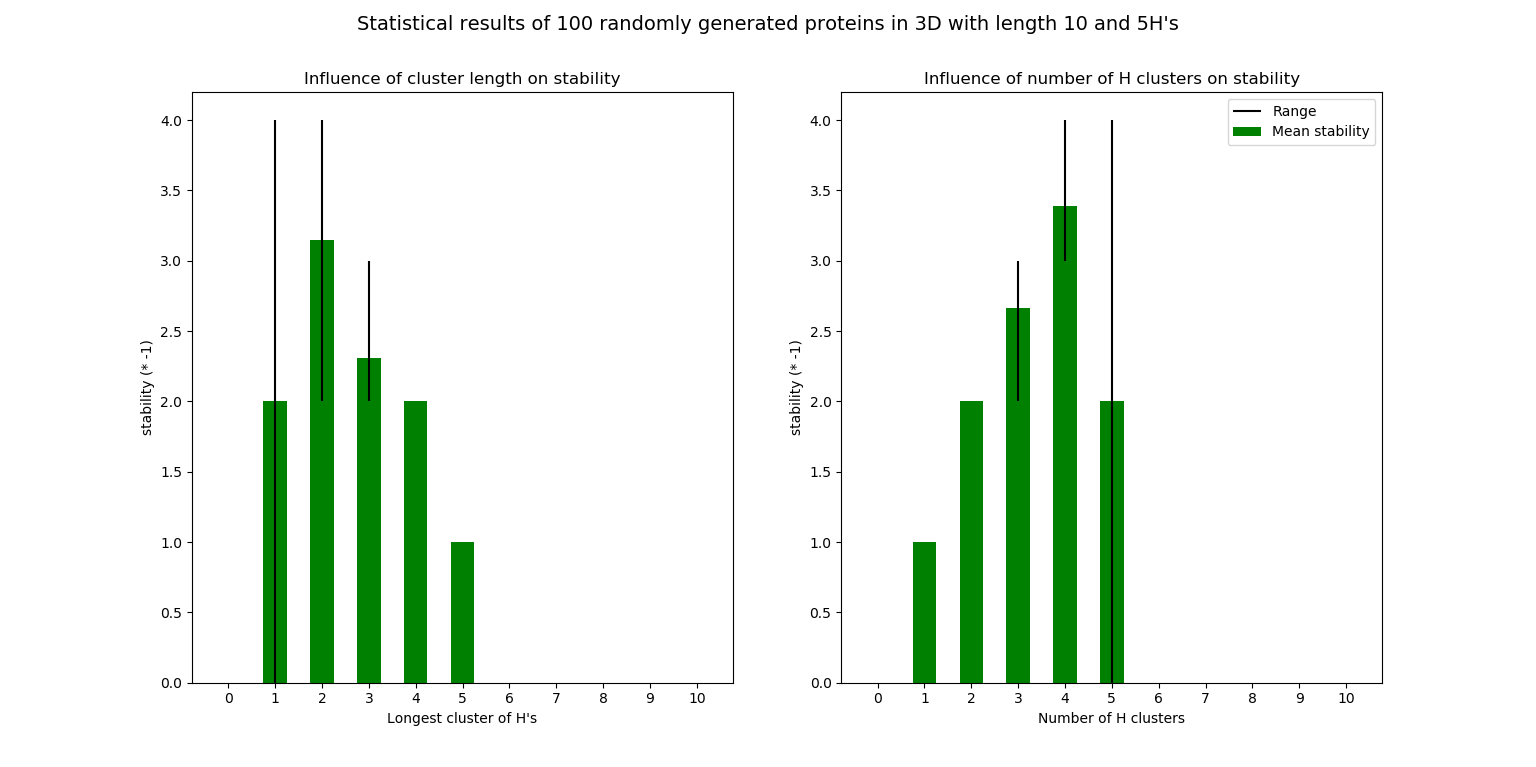 Statistical results of 100 randomly generated proteins in 3D with length 10 and 5H's
Influence of cluster length on stability
4.0
3.5
3.0
2.5
2.0
1.5
1.0
0.5
0.0
stability (* -1)
0 1 2 3 4 5 6 7 8 9 10
Longest cluster of H's
Influence of number of H clusters on stability
Range
Mean stability
4.0
3.5
3.0
2.5
2.0
1.5
1.0
0.5
0.0
stability (* -1)
0 1 2 3 4 5 6 7 8 9 10
Number of H clusters